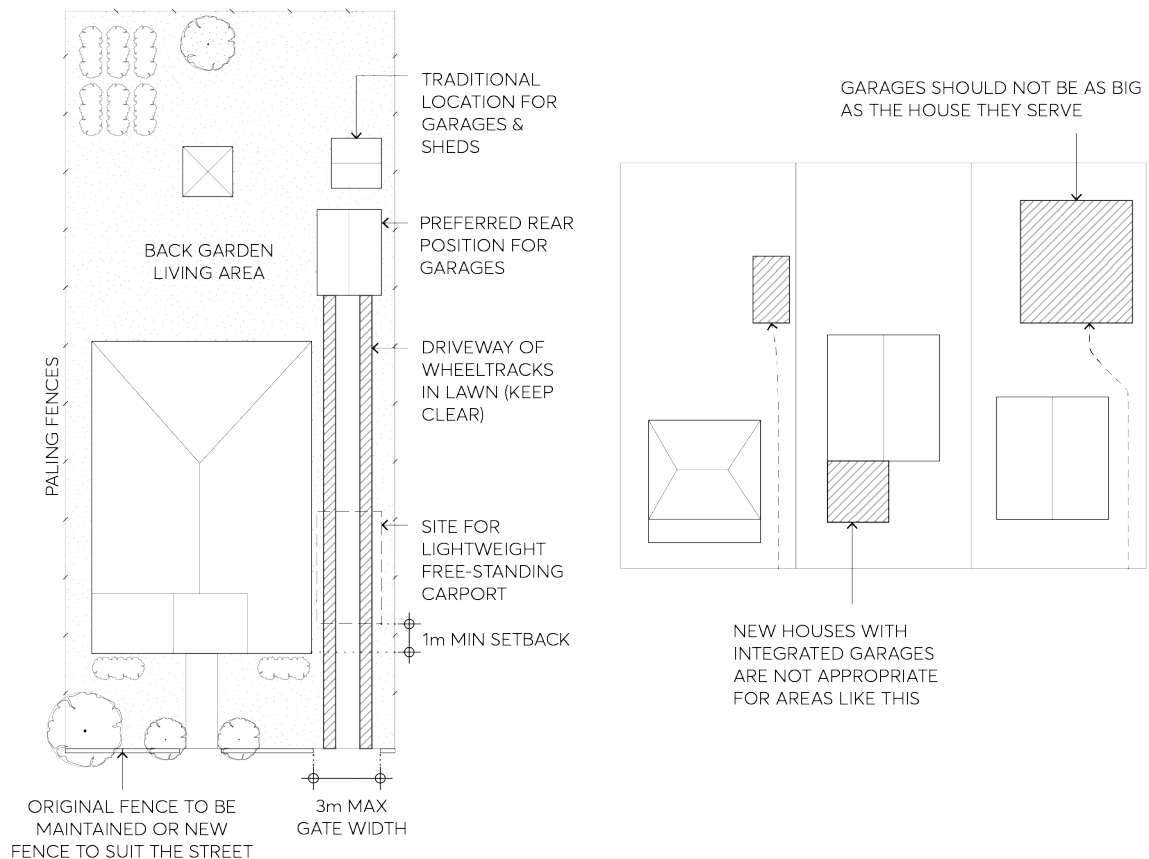 TRADITIONAL
LOCATION FOR
GARAGES &
SHEDS
PREFERRED REAR
POSITION FOR
GARAGES
BACK GARDEN
LIVING AREA
DRIVEWAY OF
WHEELTRACKS
IN LAWN (KEEP
CLEAR)
PALING FENCES
SITE FOR
LIGHTWEIGHT
FREE-STANDING
CARPORT
1m MIN SETBACK
ORIGINAL FENCE TO BE
MAINTAINED OR NEW
FENCE TO SUIT THE STREET
3m MAX
GATE WIDTH
GARAGES SHOULD NOT BE AS BIG
AS THE HOUSE THEY SERVE
NEW HOUSES WITH
INTEGRATED GARAGES
ARE NOT APPROPRIATE
FOR AREAS LIKE THIS